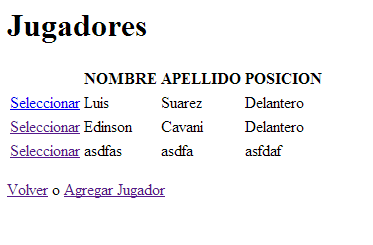 Jugadores
NOMBRE APELLIDO POSICION
Seleccionar Luis Suarez Delantero
Seleccionar Edinson Cavani Delantero
Seleccionar asdfas asdfa asfdaf
Volver o Agregar Jugador